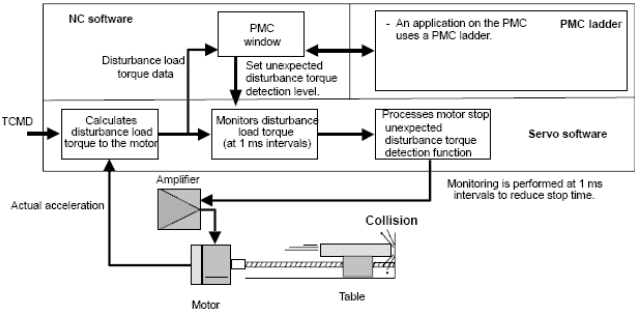 NC software
PMC
window
- An application on the PMC
uses a PMC ladder.
PMC ladder
Disturbance load
torque data
Set unexpected
disturbance torque
detection level.
TCMD
Calculates
disturbance load
torque to the motor
Monitors disturbance
load torque
(at 1 ms intervals)
Processes motor stop
unexpected
disturbance torque
detection function
Servo software
Monitoring is performed at 1 ms
intervals to reduce stop time.
Amplifier
Actual acceleration
Collision
Motor
Table